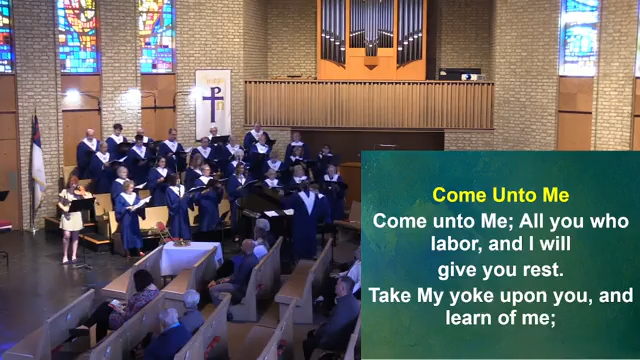 Come Unto Me
Come unto Me; All you who
labor, and I will
give you rest.
Take My yoke upon you, and
learn of me;